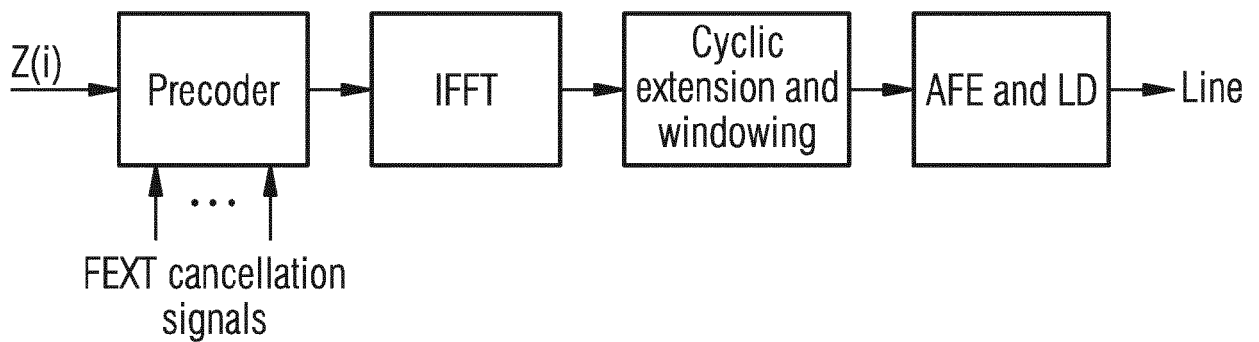 Z(i)
Precoder
IFFT
Cyclic
extension and
windowing
AFE and LD
Line
...
FEXT cancellation
signals